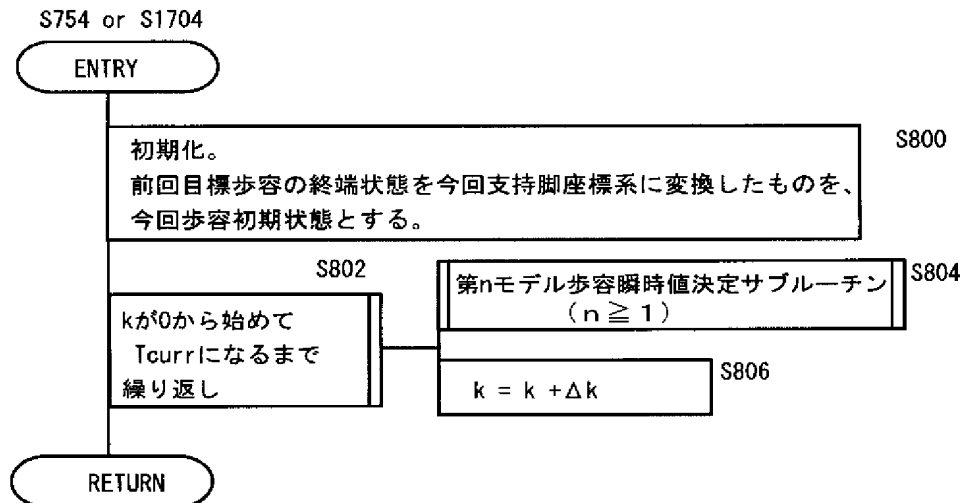 S754 or S1704
ENTRY
S800
初期化。
前回目標歩容の終端状態を今回支持脚座標系に変換したものを、
今回歩容初期状態とする。
S802
kが0から始めて
Tcurrになるまで
繰り返し
S804
第nモデル歩容瞬時値決定サブルーチン
(n ≧ 1)
S806
k = k +Δk
RETURN